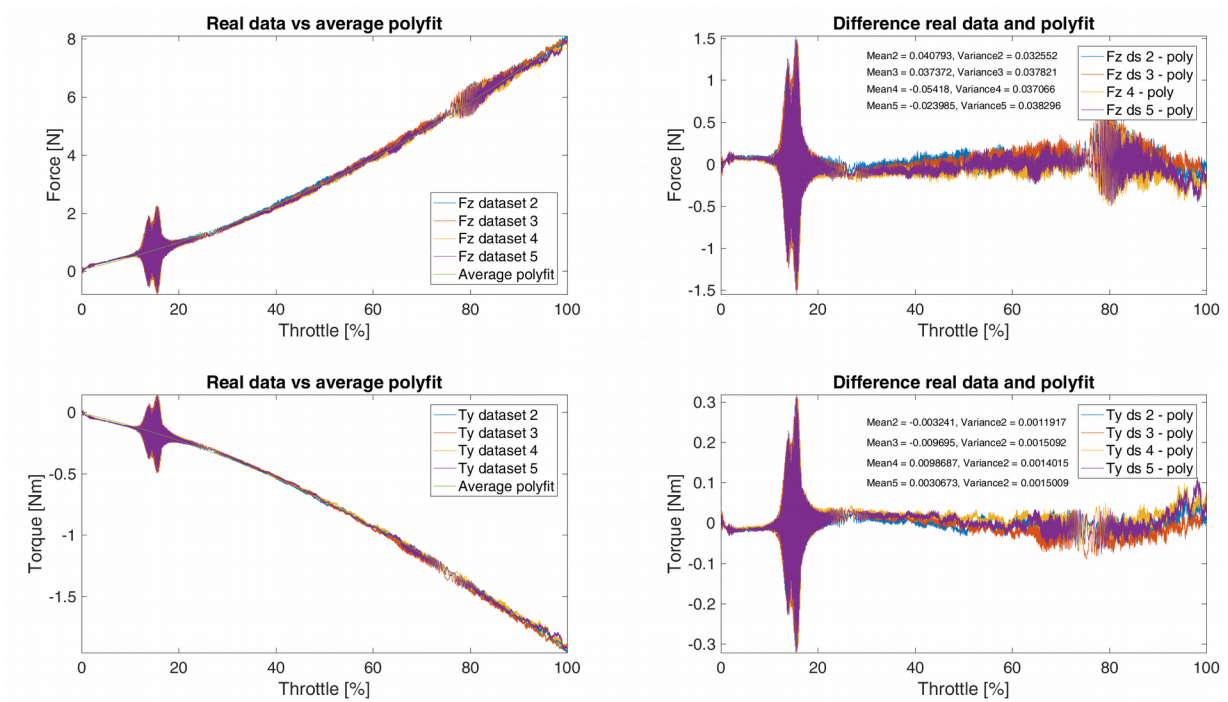 Real data vs average polyfit
8
6
4
2
0
Force [N]
Fz dataset 2
Fz dataset 3
Fz dataset 4
Fz dataset 5
Average polyfit
0 20 40 60 80 100
Throttle [%]
Difference real data and polyfit
1.5
1
0.5
0
-0.5
-1
-1.5
Force [N]
Mean2 = 0.040793, Variance2 = 0.032552
Mean3 = 0.037372, Variance3 = 0.037821
Mean4 = -0.05418, Variance4 = 0.037066
Mean5 = -0.023985, Variance5 = 0.038296
Fz ds 2 - poly
Fz ds 3 - poly
Fz 4 - poly
Fz ds 5 - poly
0 20 40 60 80 100
Throttle [%]
Real data vs average polyfit
0
-0.5
-1
-1.5
Torque [Nm]
Ty dataset 2
Ty dataset 3
Ty dataset 4
Ty dataset 5
Average polyfit
0 20 40 60 80 100
Throttle [%]
Difference real data and polyfit
0.3
0.2
0.1
0
-0.1
-0.2
-0.3
Torque [Nm]
Mean2 = -0.003241, Variance2 = 0.0011917
Mean3 = -0.009695, Variance2 = 0.0015092
Mean4 = 0.0098687, Variance2 = 0.0014015
Mean5 = 0.0030673, Variance2 = 0.0015009
Ty ds 2 - poly
Ty ds 3 - poly
Ty ds 4 - poly
Ty ds 5 - poly
0 20 40 60 80 100
Throttle [%]